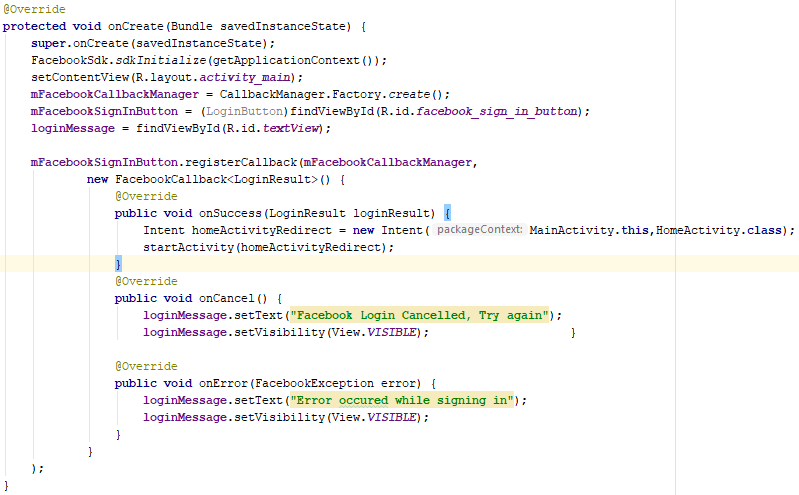 @Override
protected void onCreate(Bundle savedInstanceState) {
    super.onCreate(savedInstanceState);
    FacebookSdk.sdkInitialize(getApplicationContext());
    setContentView(R.layout.activity_main);
    mFacebookCallbackManager = CallbackManager.Factory.create();
    mFacebookSignInButton = (LoginButton)findViewById(R.id.facebook_sign_in_button);
    loginMessage = findViewById(R.id.textView);

    mFacebookSignInButton.registerCallback(mFacebookCallbackManager,
            new FacebookCallback<LoginResult>() {
                @Override
                public void onSuccess(LoginResult loginResult) {
                    Intent homeActivityRedirect = new Intent( packageContext: MainActivity.this,HomeActivity.class);
                    startActivity(homeActivityRedirect);
                }
                @Override
                public void onCancel() {
                    loginMessage.setText("Facebook Login Cancelled, Try again");
                    loginMessage.setVisibility(View.VISIBLE);                    }

                @Override
                public void onError(FacebookException error) {
                    loginMessage.setText("Error occured while signing in");
                    loginMessage.setVisibility(View.VISIBLE);
                }
            }
    );
}